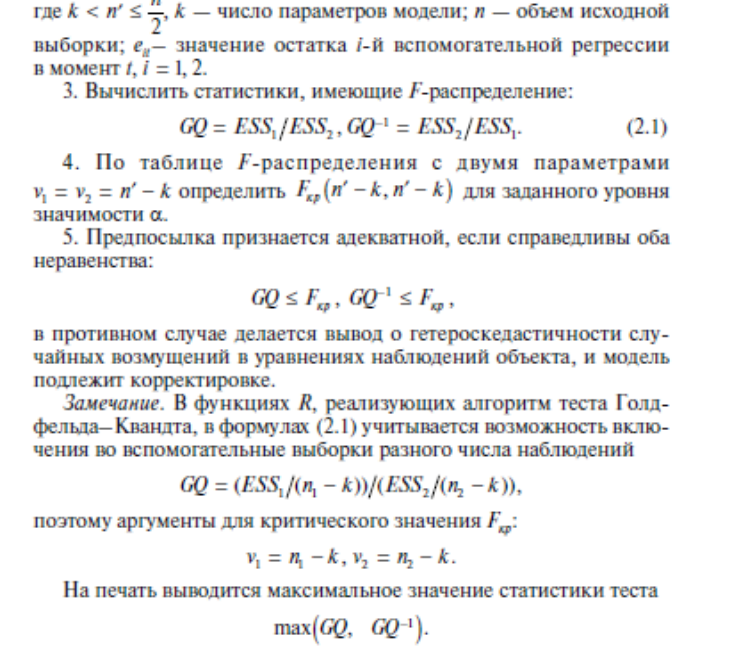 где k < n′ ≤ n/2, k — число параметров модели; n — объем исходной
выборки; eᵢₜ– значение остатка i-й вспомогательной регрессии
в момент t, i = 1, 2.
3. Вычислить статистики, имеющие F-распределение:
GQ = ESS₁/ESS₂, GQ⁻¹ = ESS₂/ESS₁. (2.1)
4. По таблице F-распределения с двумя параметрами
ν₁ = ν₂ = n′ − k определить Fкр(n′ − k, n′ − k) для заданного уровня
значимости α.
5. Предпосылка признается адекватной, если справедливы оба
неравенства:
GQ ≤ Fкр, GQ⁻¹ ≤ Fкр,
в противном случае делается вывод о гетероскедастичности слу-
чайных возмущений в уравнениях наблюдений объекта, и модель
подлежит корректировке.
Замечание. В функциях R, реализующих алгоритм теста Голд-
фельда–Квандта, в формулах (2.1) учитывается возможность вклю-
чения во вспомогательные выборки разного числа наблюдений
GQ = (ESS₁/(n₁ − k))/(ESS₂/(n₂ − k)),
поэтому аргументы для критического значения Fкр:
ν₁ = n₁ − k, ν₂ = n₂ − k.
На печать выводится максимальное значение статистики теста
max(GQ, GQ⁻¹).